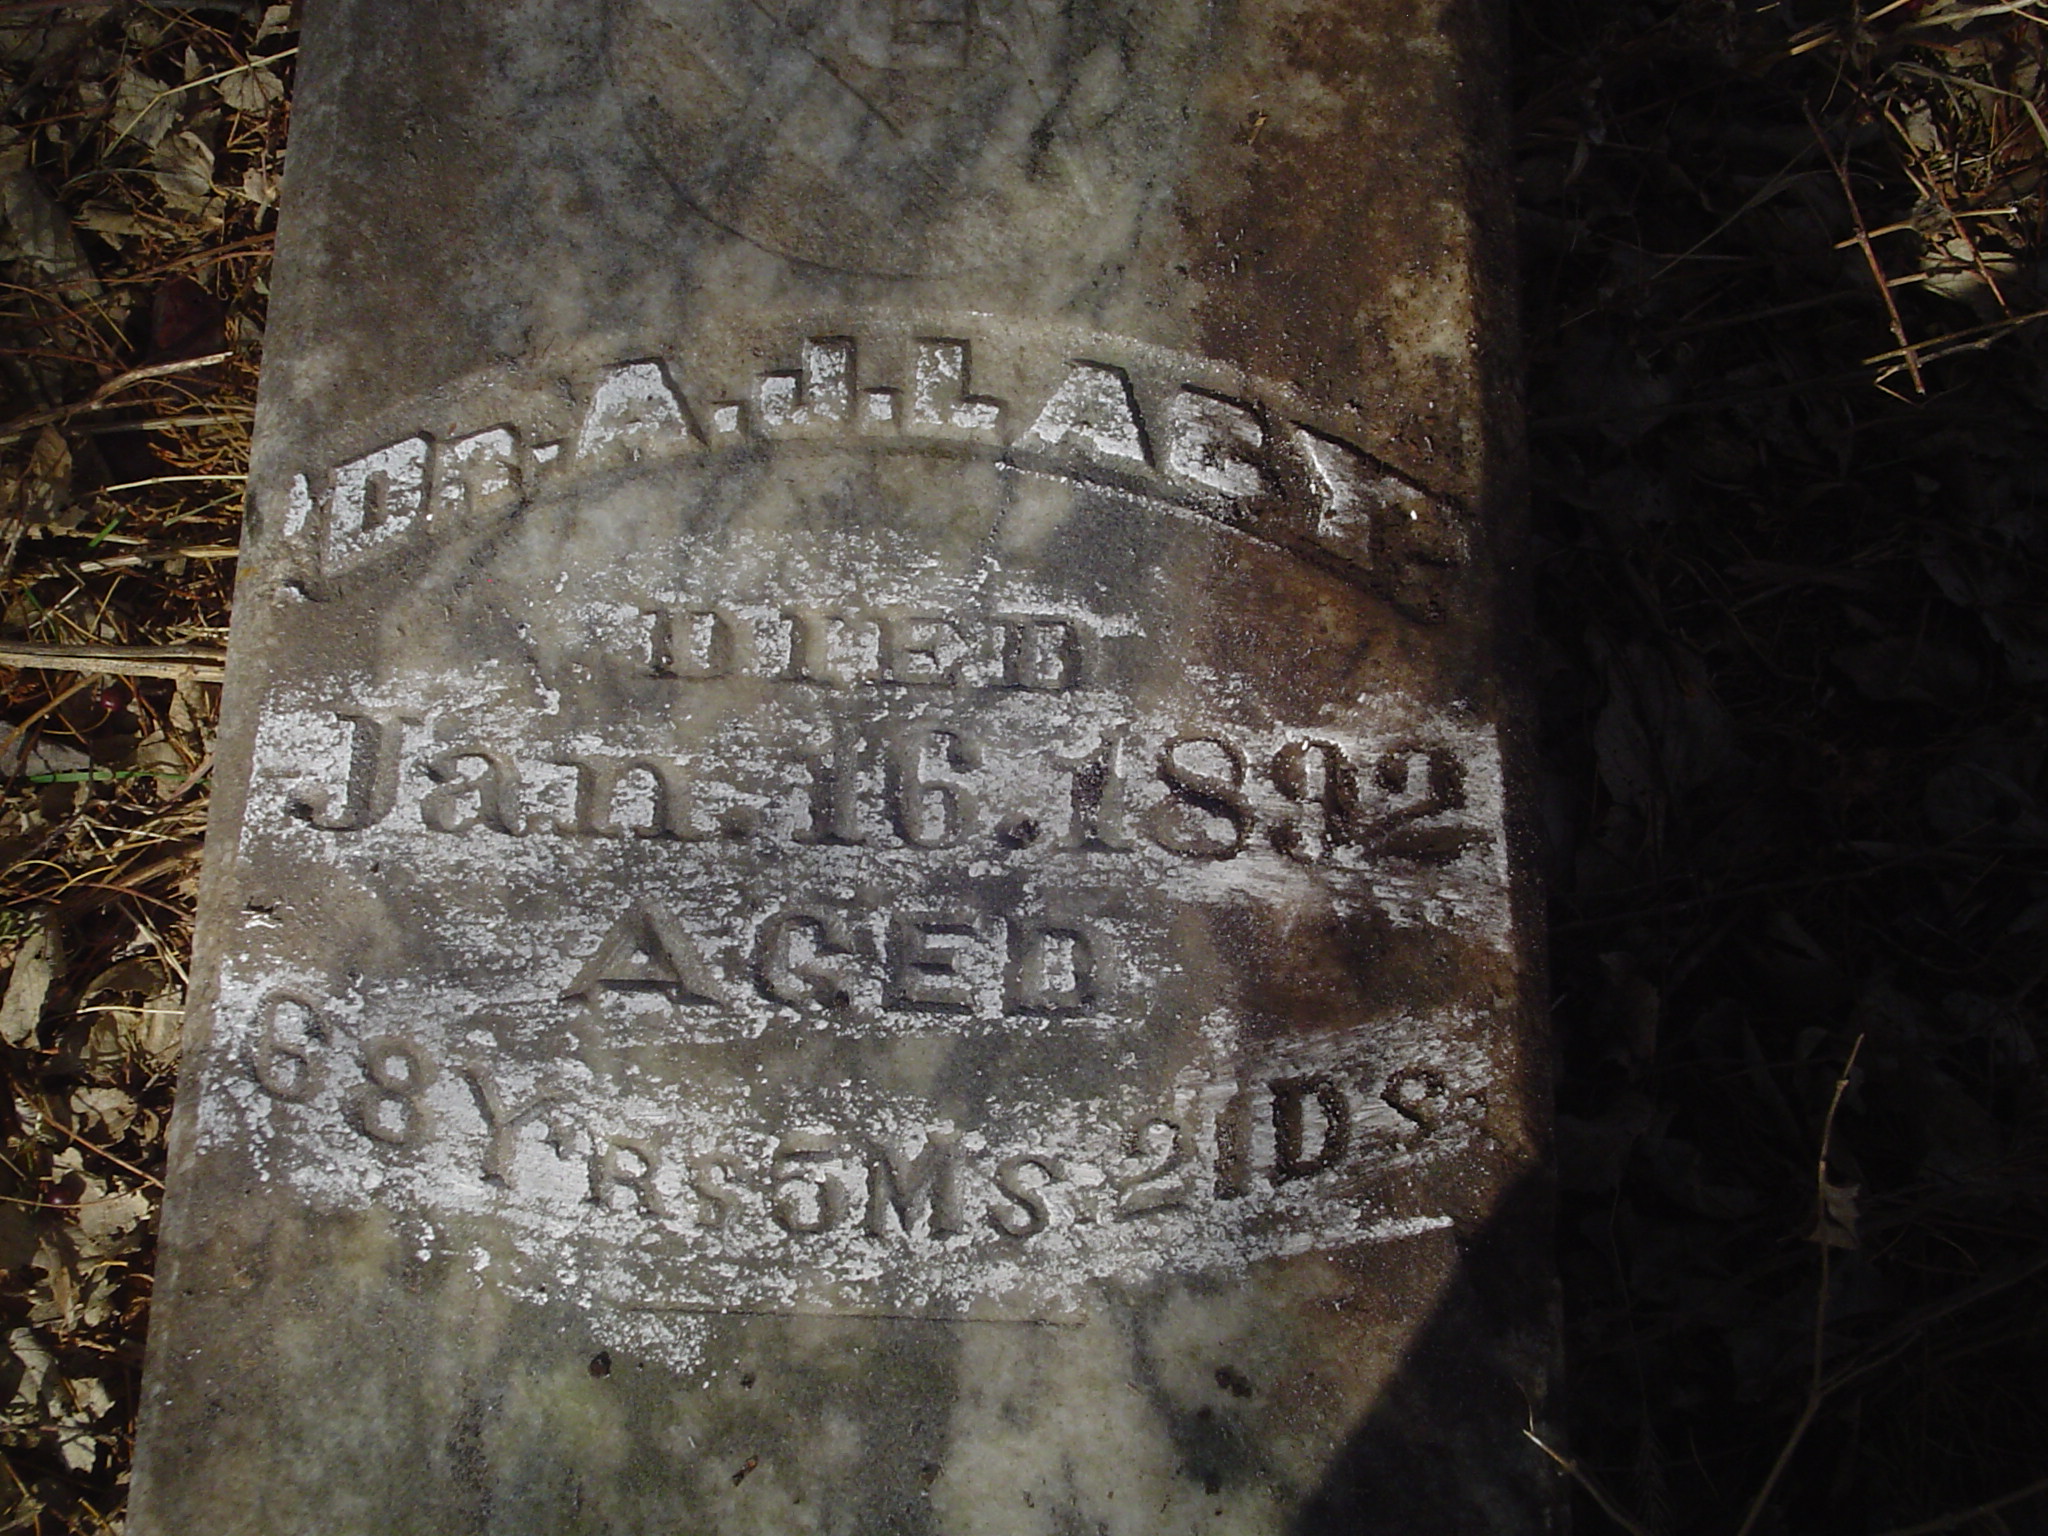 DR. A. J. LACY
DIED
Jan. 16, 1892
AGED
68 YRS 5 MS 21 DS